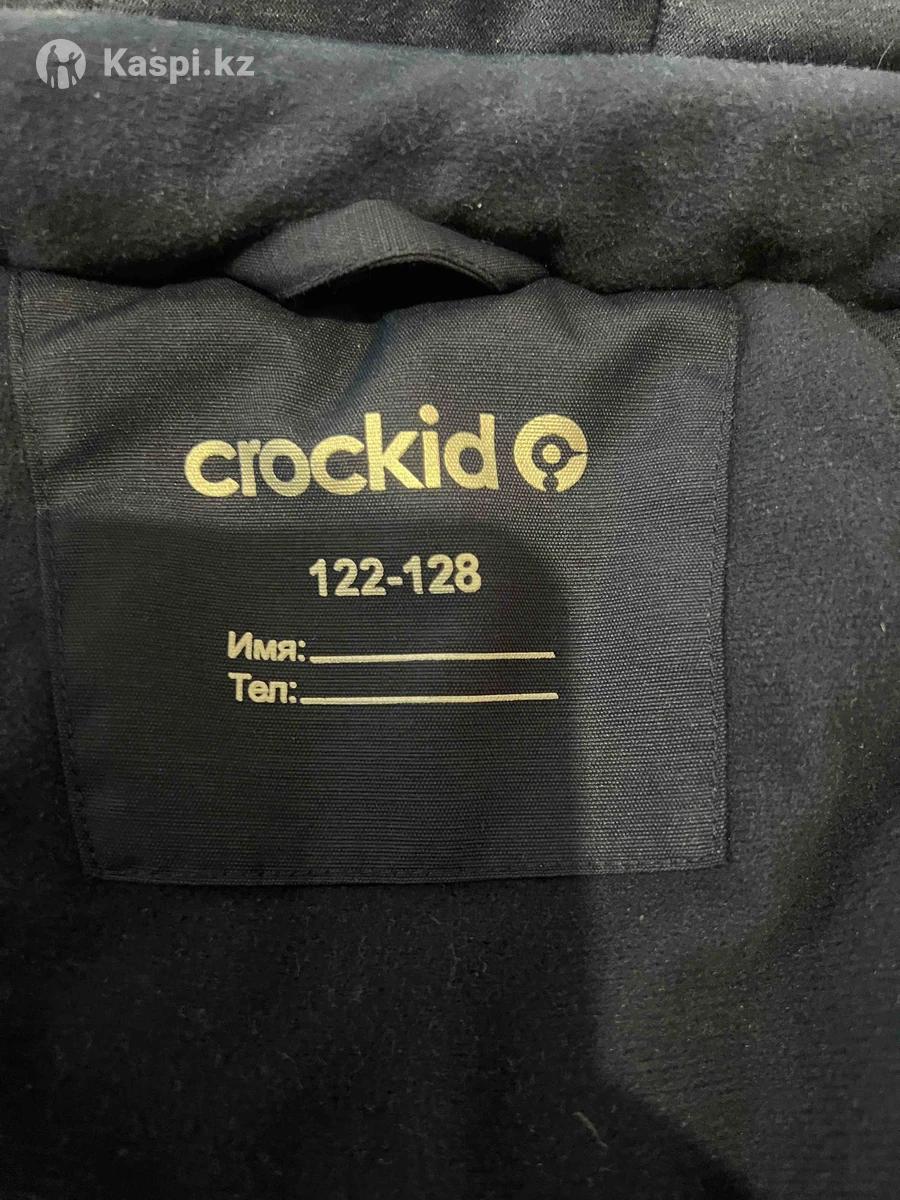 Kaspi.kz
crockid
122-128
Имя:
Тел: